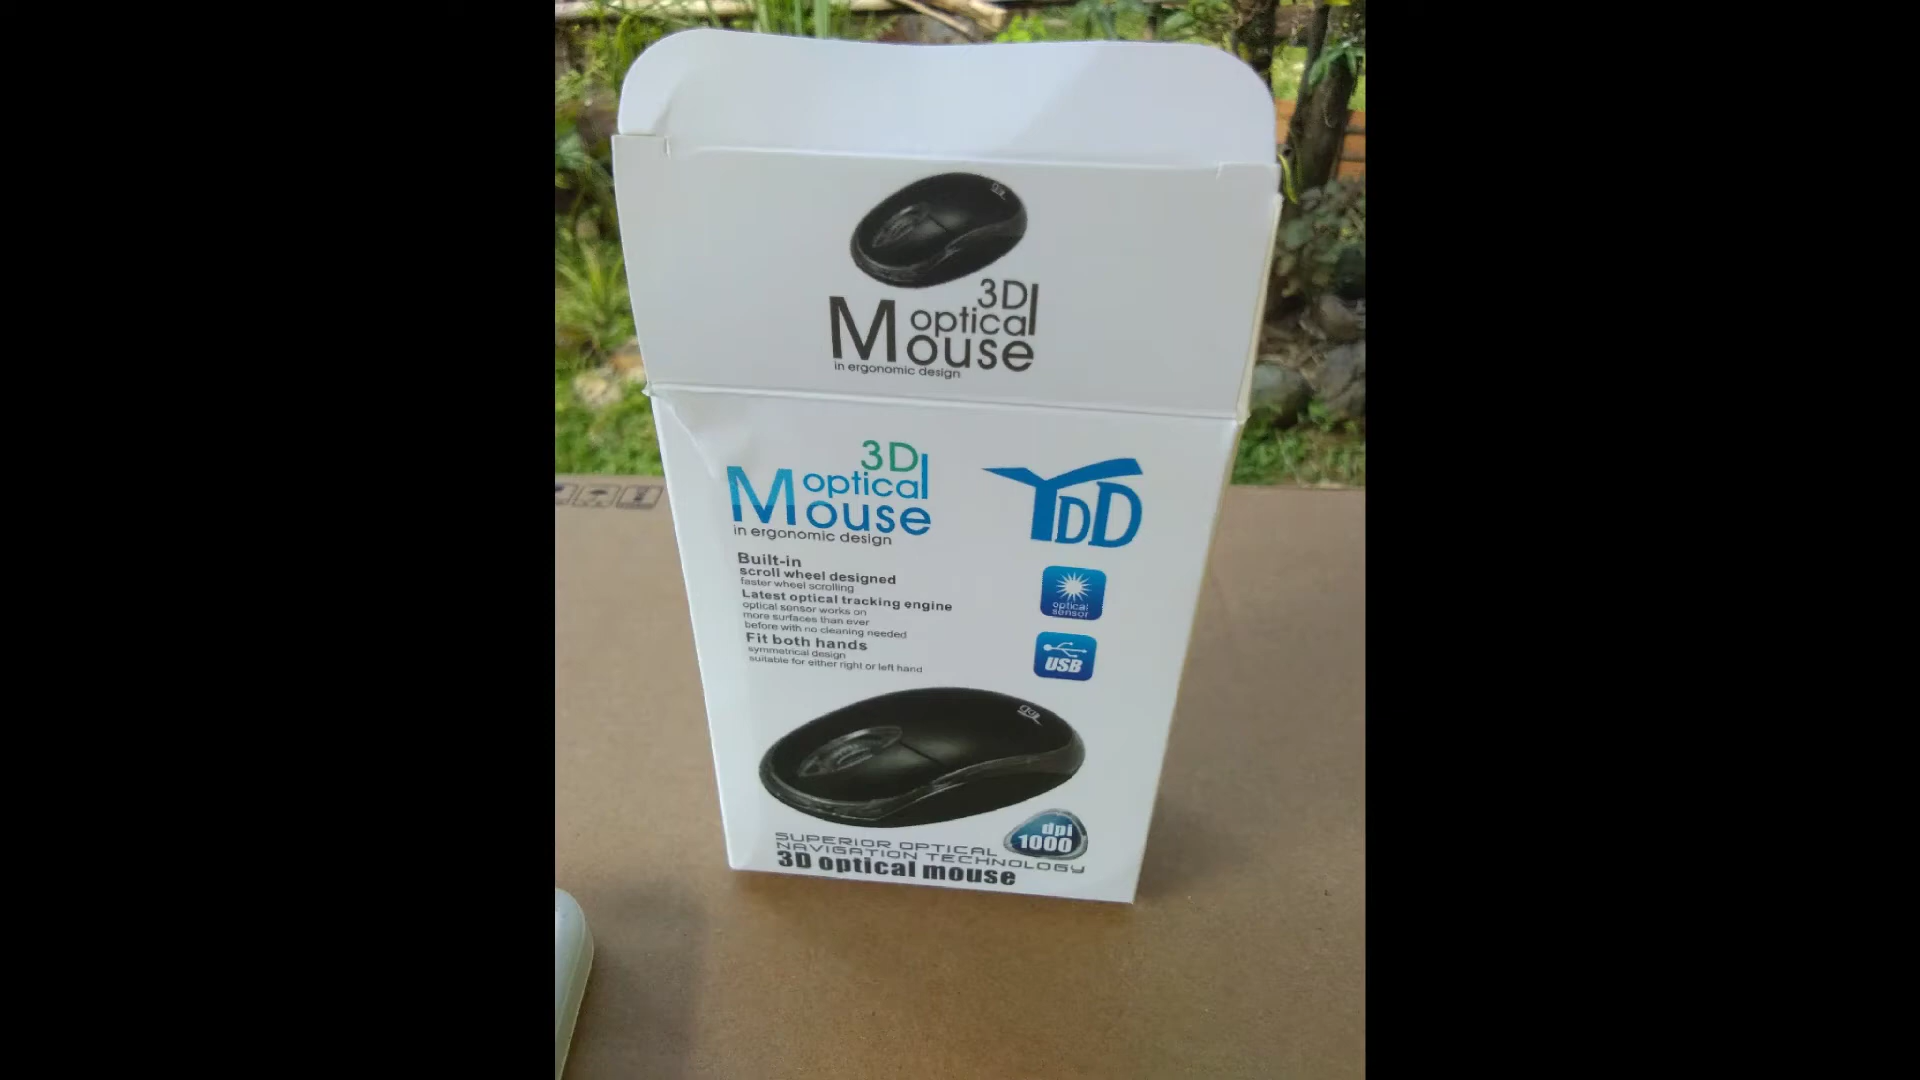 3D
optical
Mouse
in ergonomic design
3D
optical
Mouse
in ergonomic design
YDD
Built-in
scroll wheel designed
faster wheel scrolling
Latest optical tracking engine
optical sensor works on
more surfaces than ever
before with no cleaning needed
Fit both hands
symmetrical design
suitable for either right or left hand
optical
sensor
USB
dpi
1000
SUPERIOR OPTICAL
NAVIGATION TECHNOLOGY
3D optical mouse